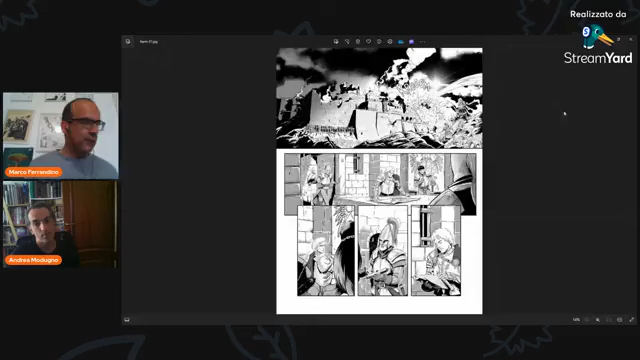 Realizzato da
StreamYard
Marco Ferrandino
Andrea Modugno